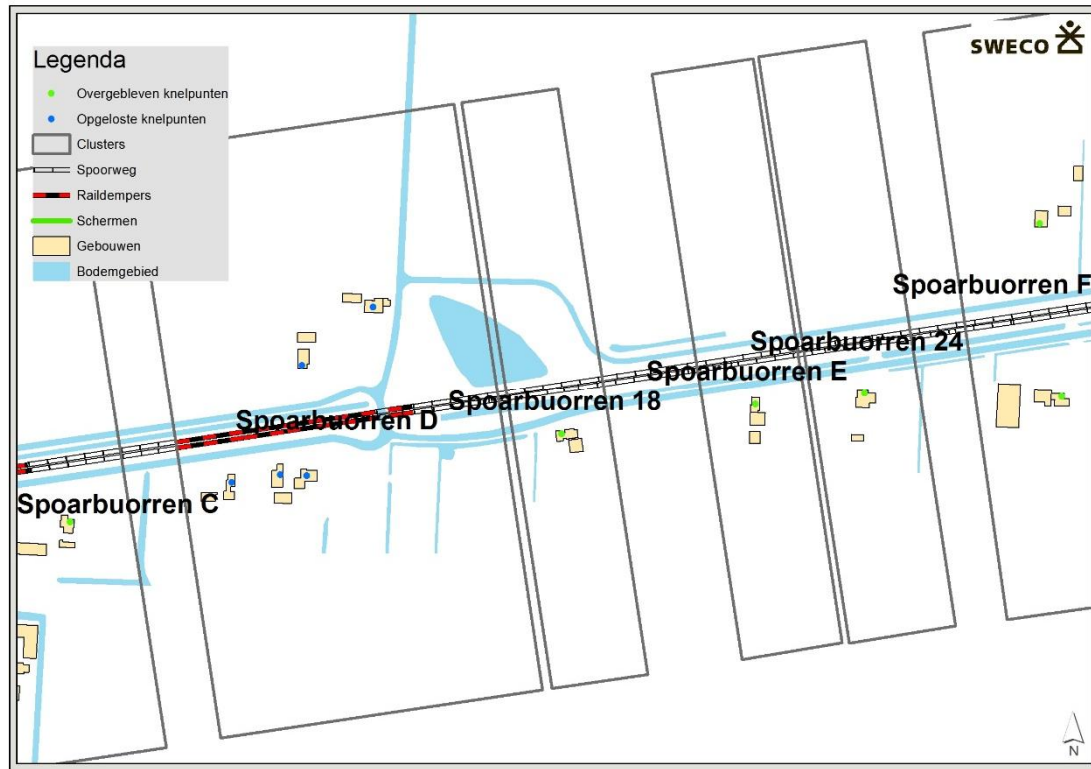 SWECO
Legenda
Overgebleven knelpunten
Opgeloste knelpunten
Clusters
Spoorweg
Raildempers
Schermen
Gebouwen
Bodemgebied
Spoarbuorren F
Spoarbuorren 24
Spoarbuorren E
Spoarbuorren 18
Spoarbuorren D
Spoarbuorren C
N